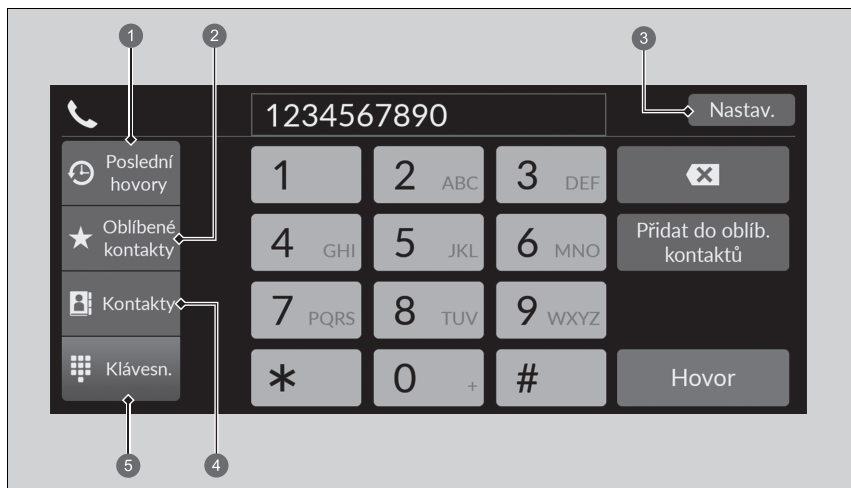 1
2
3
1234567890
Nastav.
Poslední
hovory
1
2 ABC
3 DEF
Oblíbené
kontakty
4 GHI
5 JKL
6 MNO
Přidat do oblíb.
kontaktů
Kontakty
7 PQRS
8 TUV
9 WXYZ
Klávesn.
*
0 +
#
Hovor
5
4